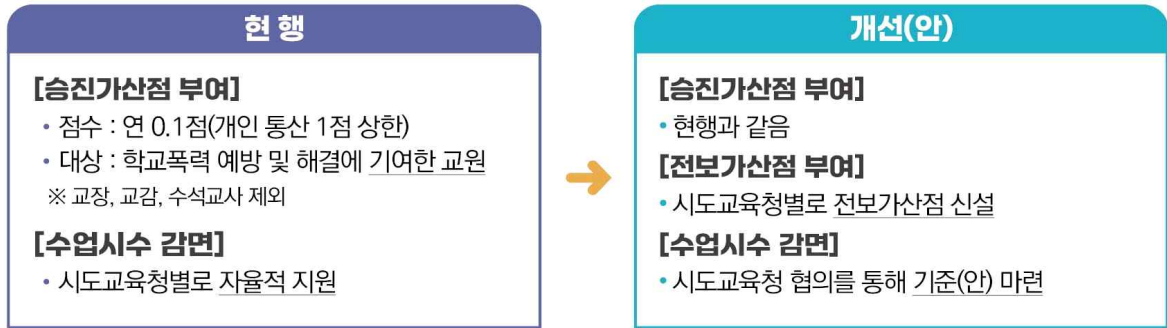 현 행
[승진가산점 부여]
• 점수 : 연 0.1점(개인 통산 1점 상한)
• 대상 : 학교폭력 예방 및 해결에 기여한 교원
※ 교장, 교감, 수석교사 제외
[수업시수 감면]
• 시도교육청별로 자율적 지원
개선(안)
[승진가산점 부여]
• 현행과 같음
[전보가산점 부여]
• 시도교육청별로 전보가산점 신설
[수업시수 감면]
• 시도교육청 협의를 통해 기준(안) 마련